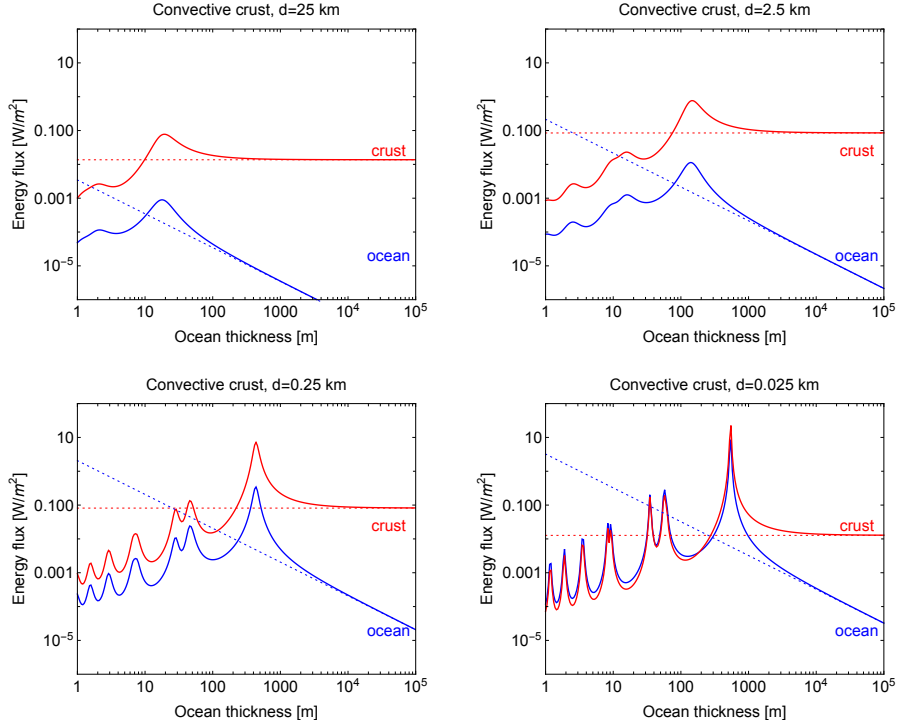 Convective crust, d=25 km
Energy flux [W/m²]
10
0.100
0.001
10⁻⁵
crust
ocean
1 10 100 1000 10⁴ 10⁵
Ocean thickness [m]
Convective crust, d=2.5 km
Energy flux [W/m²]
10
0.100
0.001
10⁻⁵
crust
ocean
1 10 100 1000 10⁴ 10⁵
Ocean thickness [m]
Convective crust, d=0.25 km
Energy flux [W/m²]
10
0.100
0.001
10⁻⁵
crust
ocean
1 10 100 1000 10⁴ 10⁵
Ocean thickness [m]
Convective crust, d=0.025 km
Energy flux [W/m²]
10
0.100
0.001
10⁻⁵
crust
ocean
1 10 100 1000 10⁴ 10⁵
Ocean thickness [m]